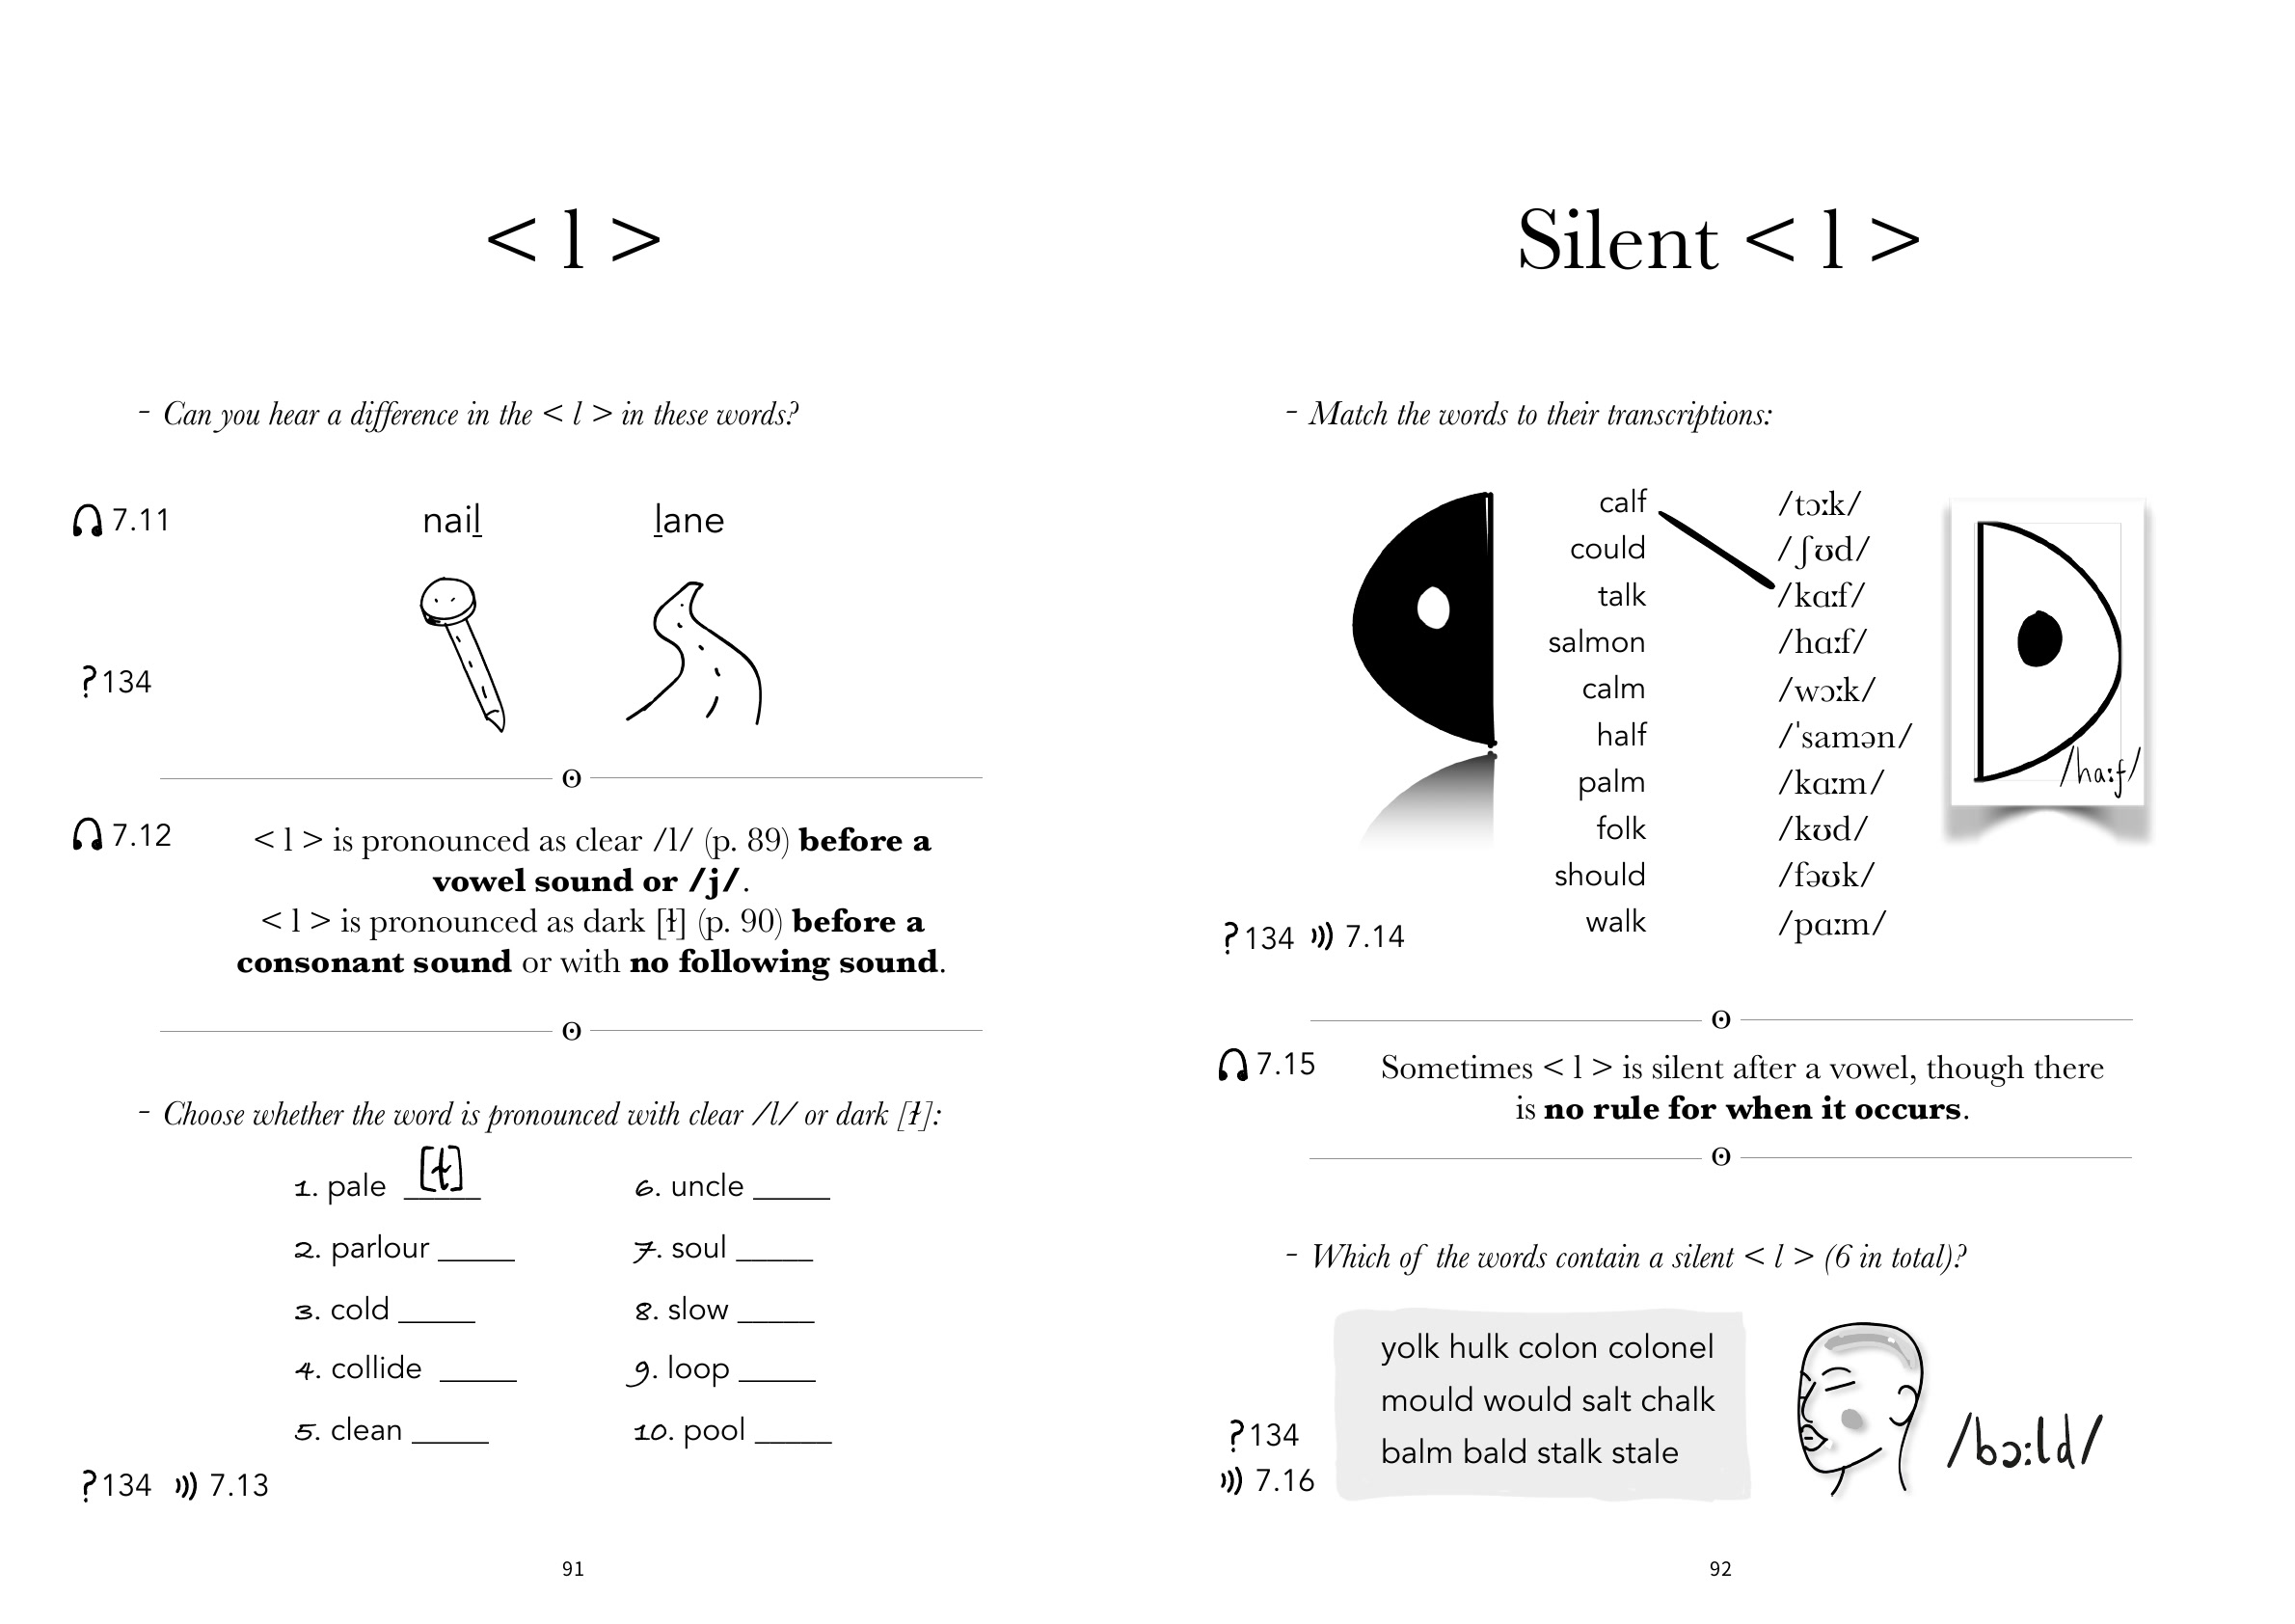 < l >
- Can you hear a difference in the < l > in these words?
7.11
nail lane
?134
7.12
< l > is pronounced as clear /l/ (p. 89) before a
vowel sound or /j/.
< l > is pronounced as dark [ɫ] (p. 90) before a
consonant sound or with no following sound.
- Choose whether the word is pronounced with clear /l/ or dark [ɫ]:
1. pale [ɫ]
6. uncle _____
2. parlour _____
7. soul _____
3. cold _____
8. slow _____
4. collide _____
9. loop _____
5. clean _____
10. pool _____
?134 7.13
91
Silent < l >
- Match the words to their transcriptions:
calf /tɔːk/
could /ʃʊd/
talk /kɑːf/
salmon /hɑːf/
calm /wɔːk/
half /ˈsamən/
palm /kɑːm/
folk /kʊd/
should /fəʊk/
walk /pɑːm/
/hɑːf/
?134 7.14
7.15
Sometimes < l > is silent after a vowel, though there
is no rule for when it occurs.
- Which of the words contain a silent < l > (6 in total)?
yolk hulk colon colonel
mould would salt chalk
balm bald stalk stale
/bɔːld/
?134
7.16
92